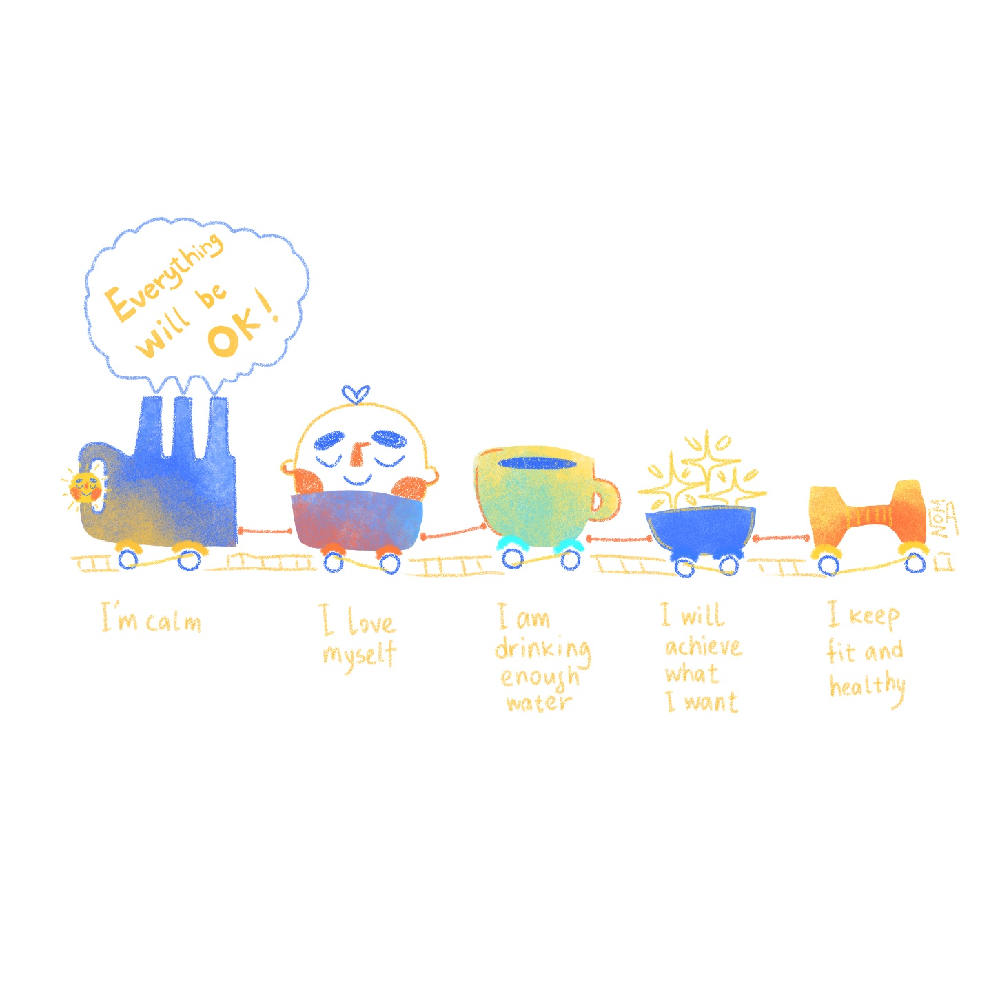 Everything
will be
OK!
I'm calm
I love
myself
I am
drinking
enough
water
I will
achieve
what
I want
I keep
fit and
healthy